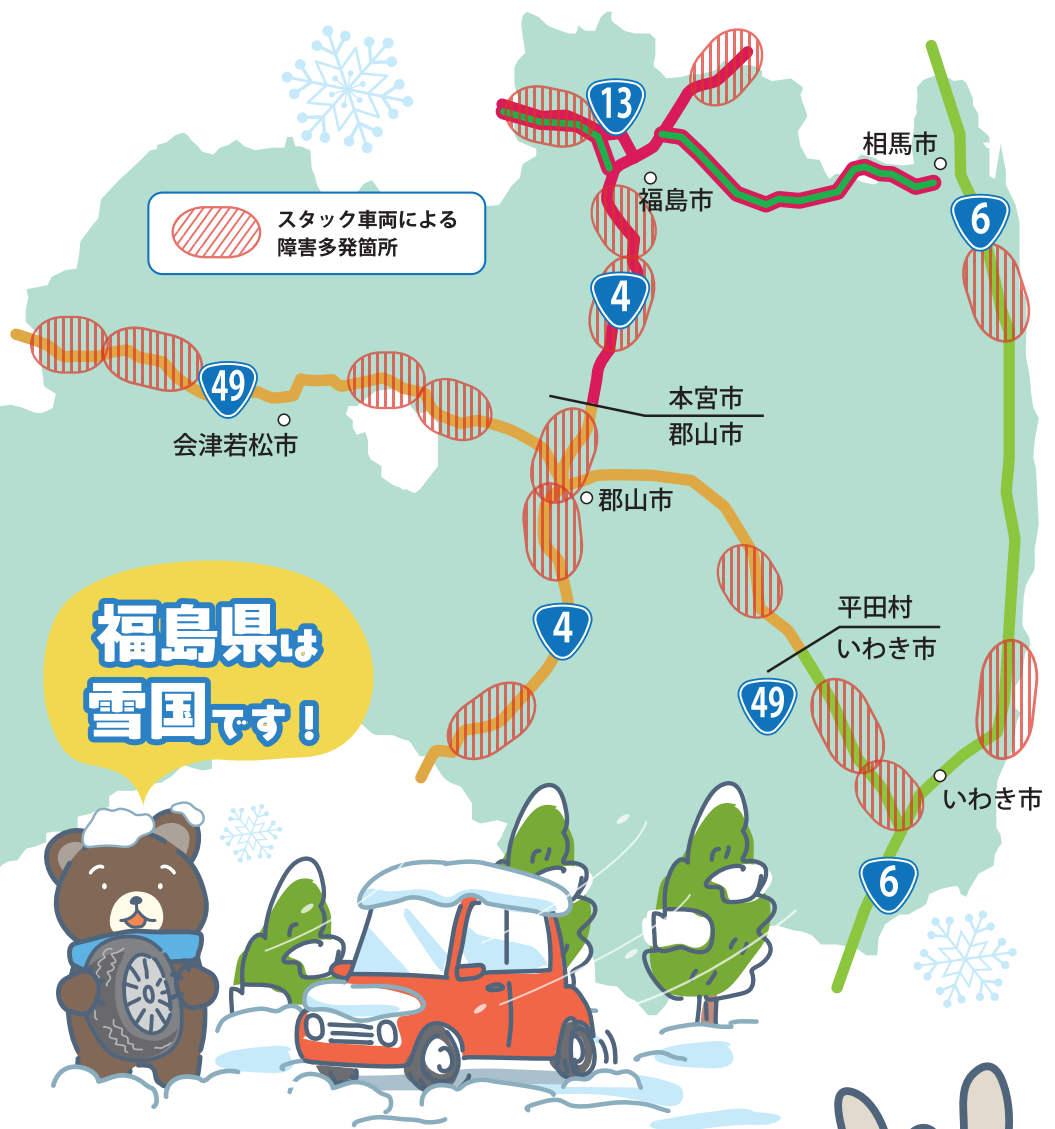 13
相馬市
福島市
6
スタック車両による
障害多発箇所
4
49
本宮市
郡山市
会津若松市
郡山市
平田村
いわき市
4
49
福島県は
雪国です！
いわき市
6